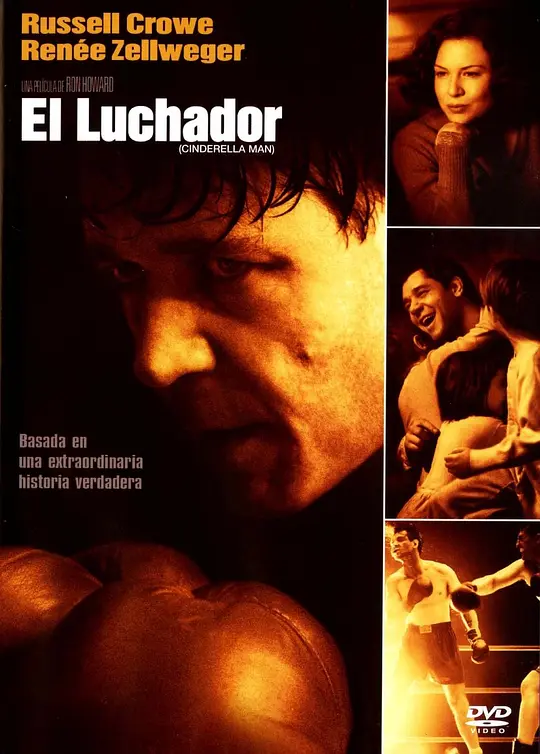 Russell Crowe
Renée Zellweger
UNA PELÍCULA DE RON HOWARD
El Luchador
(CINDERELLA MAN)
Basada en
una extraordinaria
historia verdadera
DVD
VIDEO